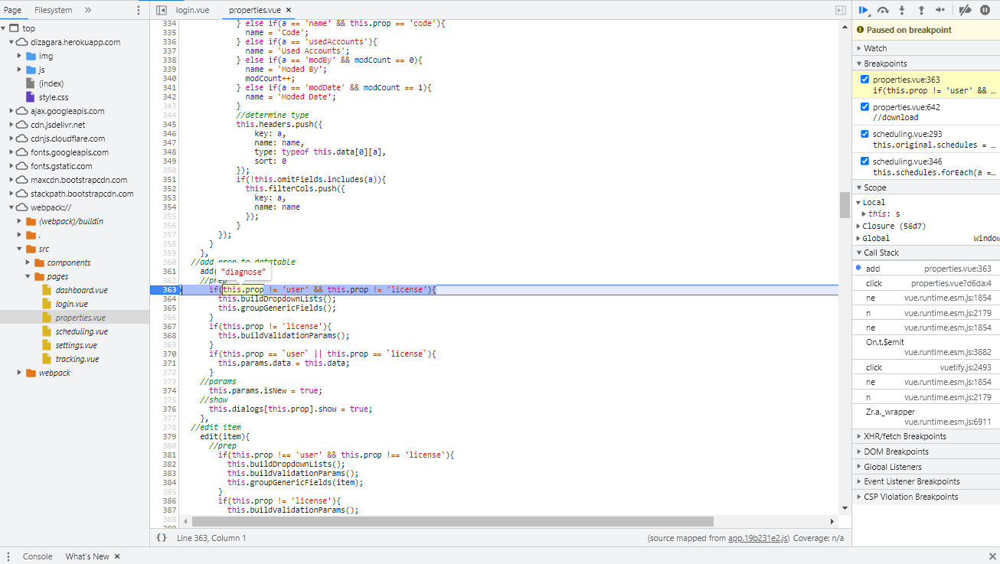 Page
Filesystem
»
login.vue
properties.vue ×
top
dizagara.herokuapp.com
img
js
(index)
style.css
ajax.googleapis.com
cdn.jsdelivr.net
cdnjs.cloudflare.com
fonts.googleapis.com
fonts.gstatic.com
maxcdn.bootstrapcdn.com
stackpath.bootstrapcdn.com
webpack://
(webpack)/buildin
.
src
components
pages
dashboard.vue
login.vue
properties.vue
scheduling.vue
settings.vue
tracking.vue
webpack
334 } else if(a == 'name' && this.prop == 'code'){
335 name = 'Code';
336 } else if(a == 'usedAccounts'){
337 name = 'Used Accounts';
338 } else if(a == 'modBy' && modCount == 0){
339 name = 'Moded By';
340 modCount++;
341 } else if(a == 'modDate' && modCount == 1){
342 name = 'Moded Date';
343 }
344 //determine type
345 this.headers.push({
346 key: a,
347 name: name,
348 type: typeof this.data[0][a],
349 sort: 0
350 });
351 if(!this.omitFields.includes(a)){
352 this.filterCols.push({
353 key: a,
354 name: name
355 });
356 }
357 });
358 }
359 },
360 //add prop to datatable
361 add(
"diagnose"
362 //prep
363 if(this.prop != 'user' && this.prop != 'license'){
364 this.buildDropdownLists();
365 this.groupGenericFields();
366 }
367 if(this.prop != 'license'){
368 this.buildValidationParams();
369 }
370 if(this.prop == `user` || this.prop == `license`){
371 this.params.data = this.data;
372 }
373 //params
374 this.params.isNew = true;
375 //show
376 this.dialogs[this.prop].show = true;
377 },
378 //edit item
379 edit(item){
380 //prep
381 if(this.prop !== 'user' && this.prop !== 'license'){
382 this.buildDropdownLists();
383 this.buildValidationParams();
384 this.groupGenericFields(item);
385 }
386 if(this.prop != 'license'){
387 this.buildValidationParams();
388
389
{} Line 363, Column 1
(source mapped from app.19b231e2.js) Coverage: n/a
Paused on breakpoint
Watch
Breakpoints
properties.vue:363
if(this.prop != 'user' && …
properties.vue:642
//download
scheduling.vue:293
this.original.schedules = …
scheduling.vue:346
this.schedules.forEach(a =…
Scope
Local
this: s
Closure (56d7)
Global Window
Call Stack
add properties.vue:363
click properties.vue?d6da:4
ne vue.runtime.esm.js:1854
n vue.runtime.esm.js:2179
ne vue.runtime.esm.js:1854
On.t.$emit
vue.runtime.esm.js:3882
click vuetify.js:2493
ne vue.runtime.esm.js:1854
n vue.runtime.esm.js:2179
Zr.a._wrapper
vue.runtime.esm.js:6911
XHR/fetch Breakpoints
DOM Breakpoints
Global Listeners
Event Listener Breakpoints
CSP Violation Breakpoints
Console
What's New ×